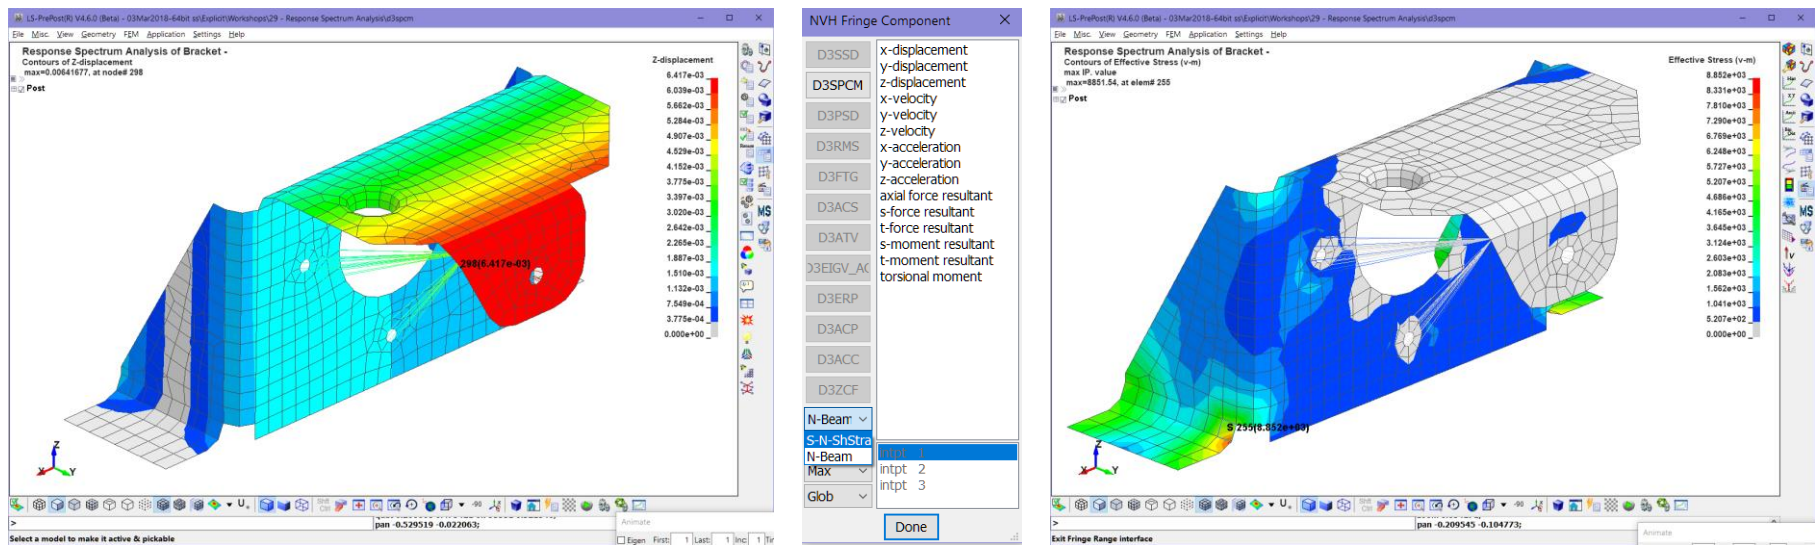 LS-PrePost(R) V4.6.0 (Beta) - 03Mar2018-64bit ss\Explicit\Workshops\29 - Response Spectrum Analysis\d3spcm
File Misc. View Geometry FEM Application Settings Help
Response Spectrum Analysis of Bracket -
Contours of Z-displacement
max=0.00641677, at node# 298
Post
Z-displacement
6.417e-03
6.039e-03
5.662e-03
5.284e-03
4.907e-03
4.529e-03
4.152e-03
3.775e-03
3.397e-03
3.020e-03
2.642e-03
2.265e-03
1.887e-03
1.510e-03
1.132e-03
7.549e-04
3.775e-04
0.000e+00
298(6.417e-03)
MS
Z
X
Y
>
pan -0.529519 -0.022063;
Select a model to make it active & pickable
Animate
Eigen First: 1 Last: 1 Inc: 1
NVH Fringe Component
D3SSD
D3SPCM
D3PSD
D3RMS
D3FTG
D3ACS
D3ATV
D3ERP
D3ACP
D3ACC
D3ZCF
N-Beam
S-N-ShStra
N-Beam
Max
Glob
x-displacement
y-displacement
z-displacement
x-velocity
y-velocity
z-velocity
x-acceleration
y-acceleration
z-acceleration
axial force resultant
s-force resultant
t-force resultant
s-moment resultant
t-moment resultant
torsional moment
intpt 1
intpt 2
intpt 3
Done
LS-PrePost(R) V4.6.0 (Beta) - 03Mar2018-64bit ss\Explicit\Workshops\29 - Response Spectrum Analysis\d3spcm
File Misc. View Geometry FEM Application Settings Help
Response Spectrum Analysis of Bracket -
Contours of Effective Stress (v-m)
max IP. value
max=8851.54, at elem# 255
Post
Effective Stress (v-m)
8.852e+03
8.331e+03
7.810e+03
7.290e+03
6.769e+03
6.248e+03
5.727e+03
5.207e+03
4.686e+03
4.165e+03
3.645e+03
3.124e+03
2.603e+03
2.083e+03
1.562e+03
1.041e+03
5.207e+02
0.000e+00
S 255(8.852e+03)
MS
Z
X
Y
>
pan -0.209545 -0.104773;
Exit Fringe Range interface
Animate